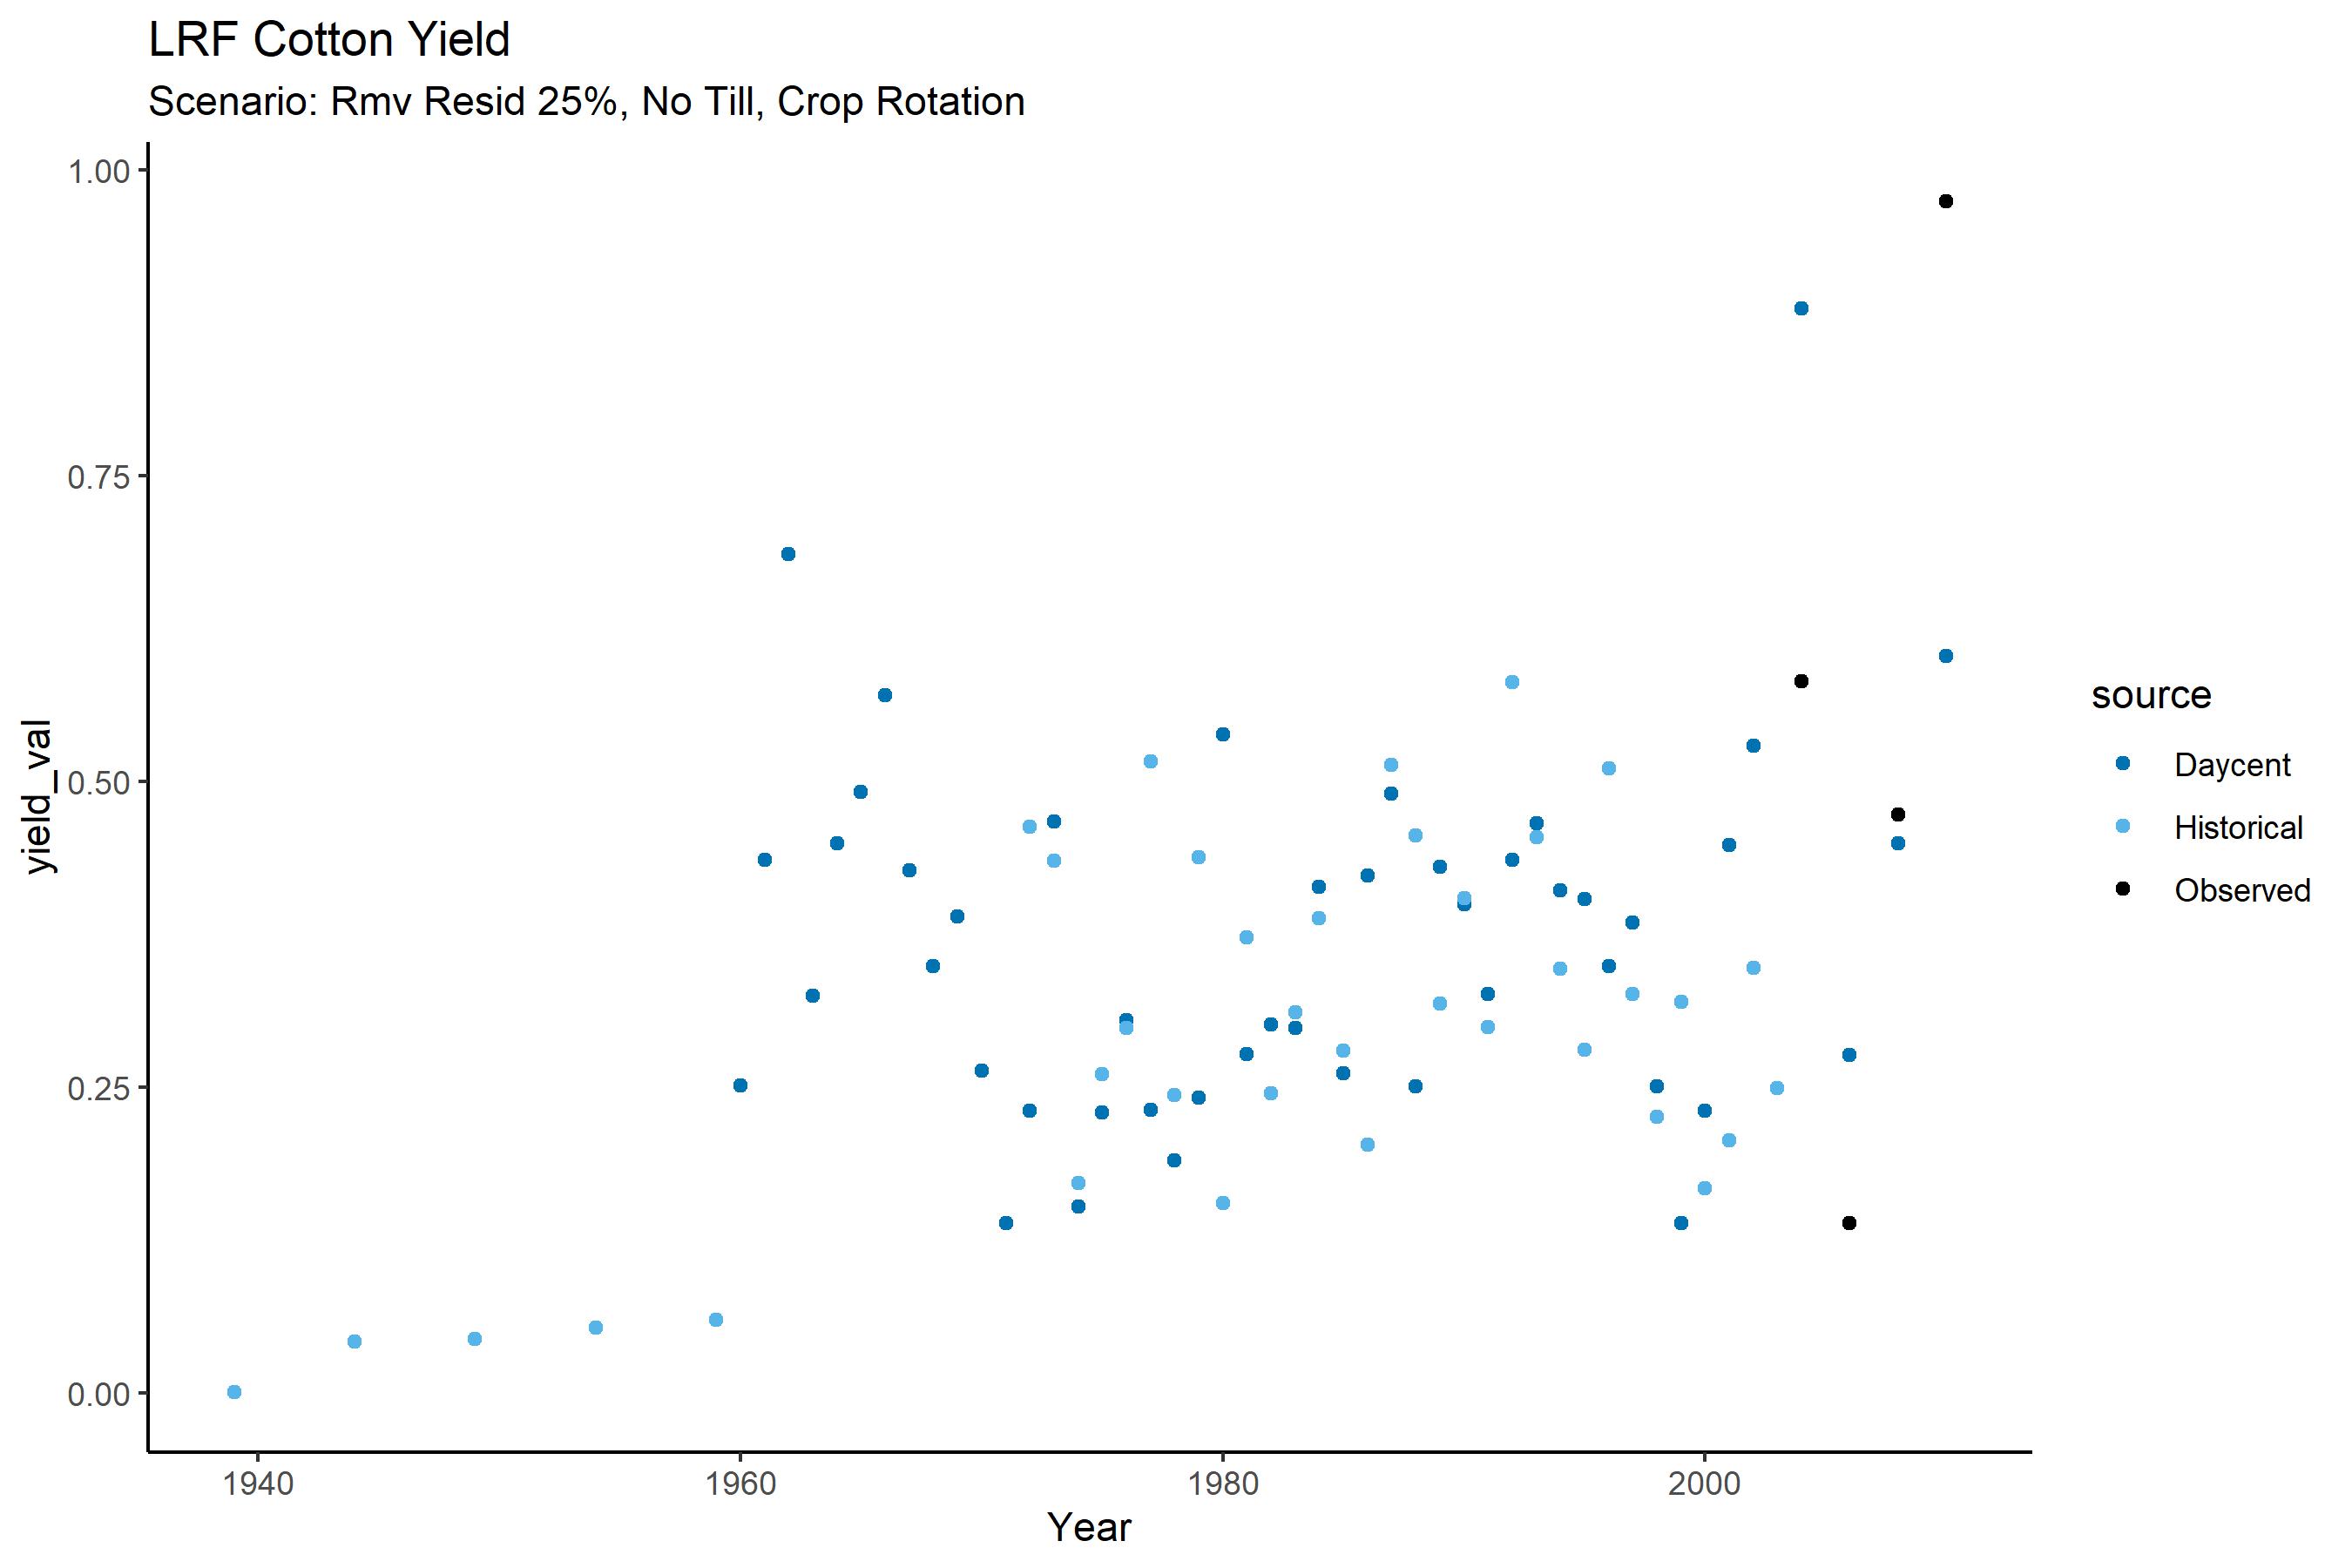 LRF Cotton Yield
Scenario: Rmv Resid 25%, No Till, Crop Rotation
1.00
0.75
0.50
0.25
0.00
yield_val
1940
1960
1980
2000
Year
source
Daycent
Historical
Observed